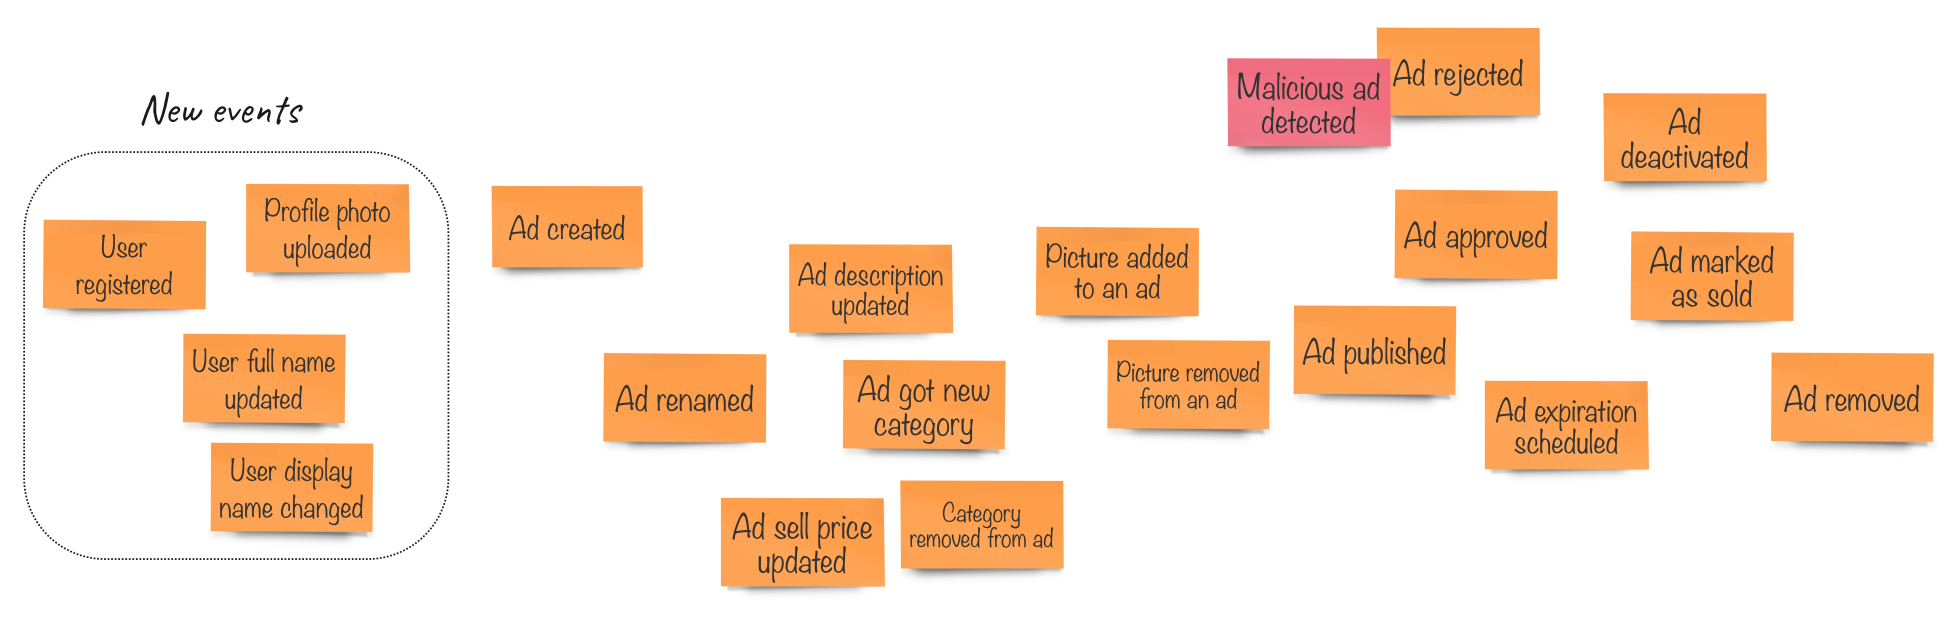 New events
User
registered
Profile photo
uploaded
User full name
updated
User display
name changed
Ad created
Ad renamed
Ad description
updated
Ad got new
category
Ad sell price
updated
Category
removed from ad
Picture added
to an ad
Picture removed
from an ad
Malicious ad
detected
Ad rejected
Ad approved
Ad published
Ad expiration
scheduled
Ad
deactivated
Ad marked
as sold
Ad removed